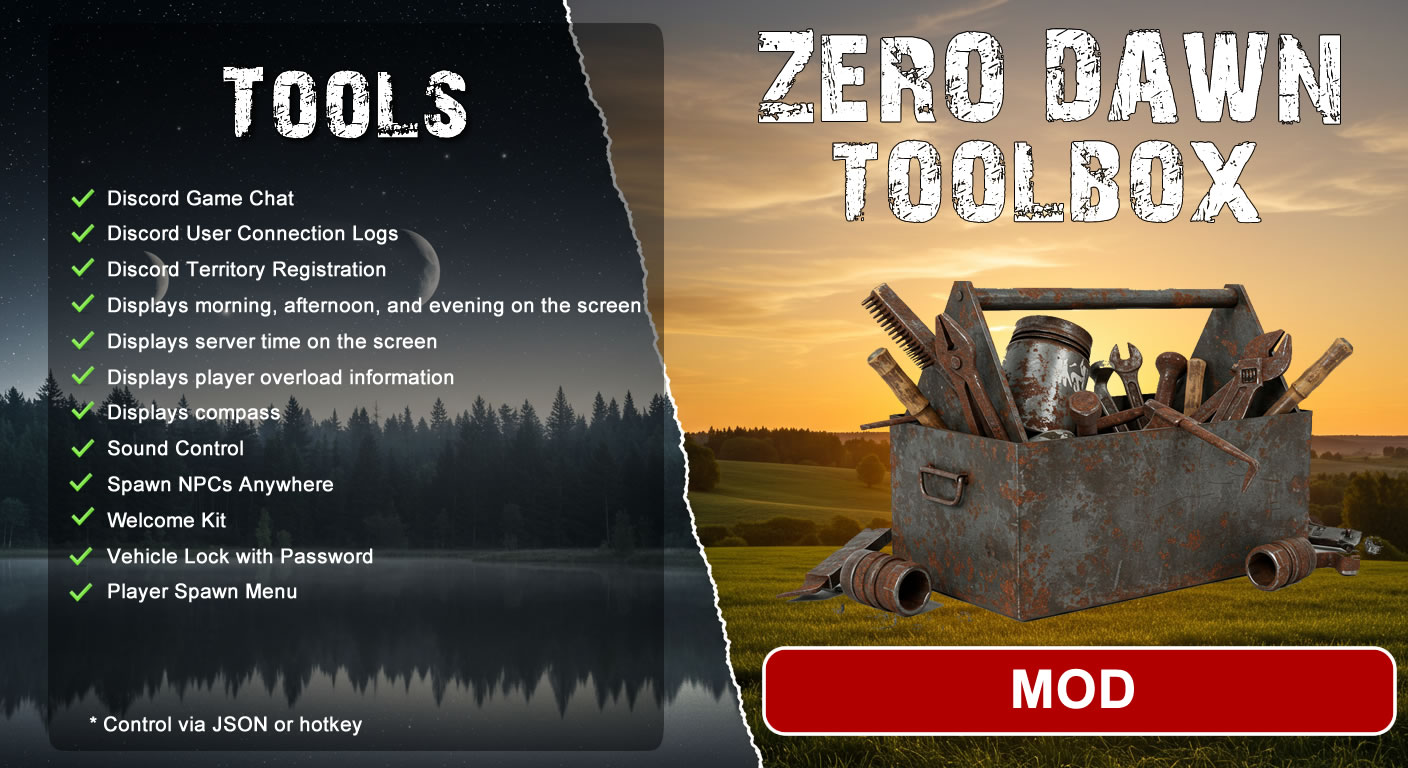 TOOLS
Discord Game Chat
Discord User Connection Logs
Discord Territory Registration
Displays morning, afternoon, and evening on the screen
Displays server time on the screen
Displays player overload information
Displays compass
Sound Control
Spawn NPCs Anywhere
Welcome Kit
Vehicle Lock with Password
Player Spawn Menu
* Control via JSON or hotkey
ZERO DAWN
TOOLBOX
MOD